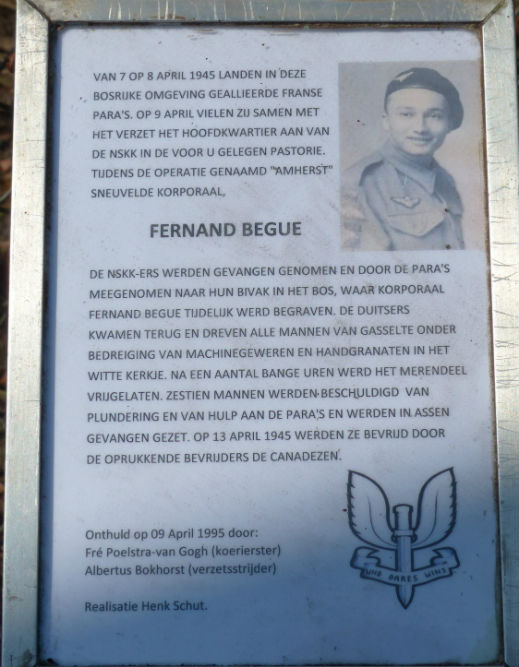 VAN 7 OP 8 APRIL 1945 LANDEN IN DEZE
BOSRIJKE OMGEVING GEALLIEERDE FRANSE
PARA'S. OP 9 APRIL VIELEN ZIJ SAMEN MET
HET VERZET HET HOOFDKWARTIER AAN VAN
DE NSKK IN DE VOOR U GELEGEN PASTORIE.
TIJDENS DE OPERATIE GENAAMD "AMHERST"
SNEUVELDE KORPORAAL,
FERNAND BEGUE
DE NSKK-ERS WERDEN GEVANGEN GENOMEN EN DOOR DE PARA'S
MEEGENOMEN NAAR HUN BIVAK IN HET BOS, WAAR KORPORAAL
FERNAND BEGUE TIJDELIJK WERD BEGRAVEN. DE DUITSERS
KWAMEN TERUG EN DREVEN ALLE MANNEN VAN GASSELTE ONDER
BEDREIGING VAN MACHINEGEWEREN EN HANDGRANATEN IN HET
WITTE KERKJE. NA EEN AANTAL BANGE UREN WERD HET MERENDEEL
VRIJGELATEN. ZESTIEN MANNEN WERDEN BESCHULDIGD VAN
PLUNDERING EN VAN HULP AAN DE PARA'S EN WERDEN IN ASSEN
GEVANGEN GEZET. OP 13 APRIL 1945 WERDEN ZE BEVRIJD DOOR
DE OPRUKKENDE BEVRIJDERS DE CANADEZEN.
Onthuld op 09 April 1995 door:
Fré Poelstra-van Gogh (koerierster)
Albertus Bokhorst (verzetsstrijder)
Realisatie Henk Schut.
WHO DARES WINS